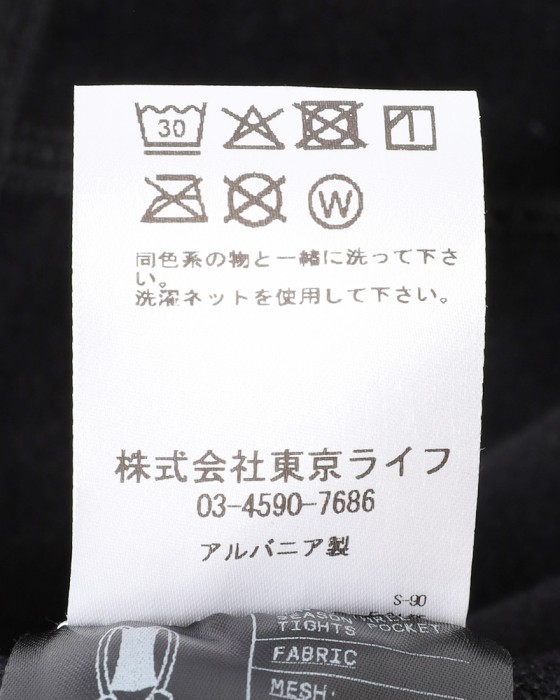 30
W
同色系の物と一緒に洗って下さ
い。
洗濯ネットを使用して下さい。
株式会社東京ライフ
03-4590-7686
アルバニア製
S-90
SEASON
TIGHTS POCKET
FABRIC
MESH: